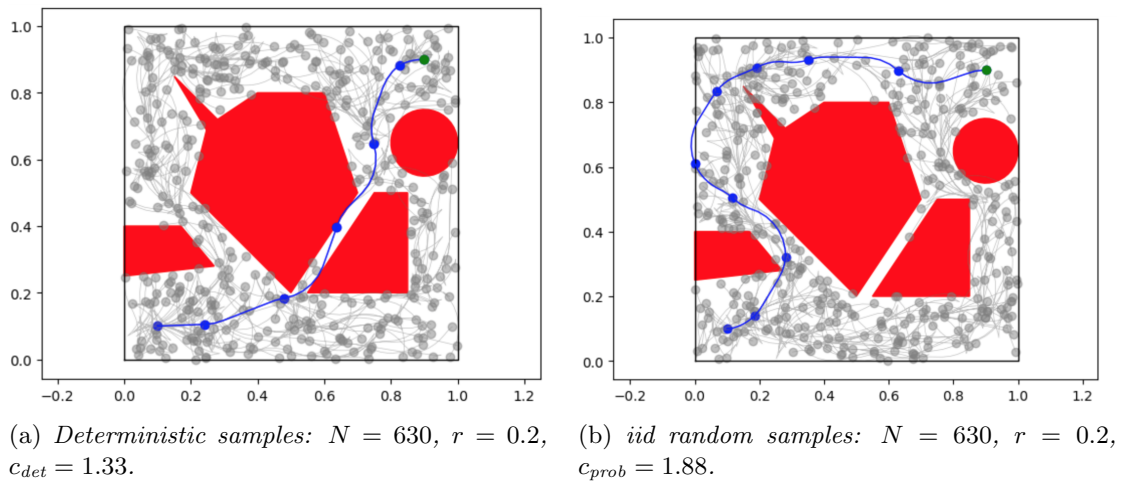 1.0
0.8
0.6
0.4
0.2
0.0
−0.2 0.0 0.2 0.4 0.6 0.8 1.0 1.2
(a) Deterministic samples: N = 630, r = 0.2,
c_det = 1.33.
1.0
0.8
0.6
0.4
0.2
0.0
−0.2 0.0 0.2 0.4 0.6 0.8 1.0 1.2
(b) iid random samples: N = 630, r = 0.2,
c_prob = 1.88.